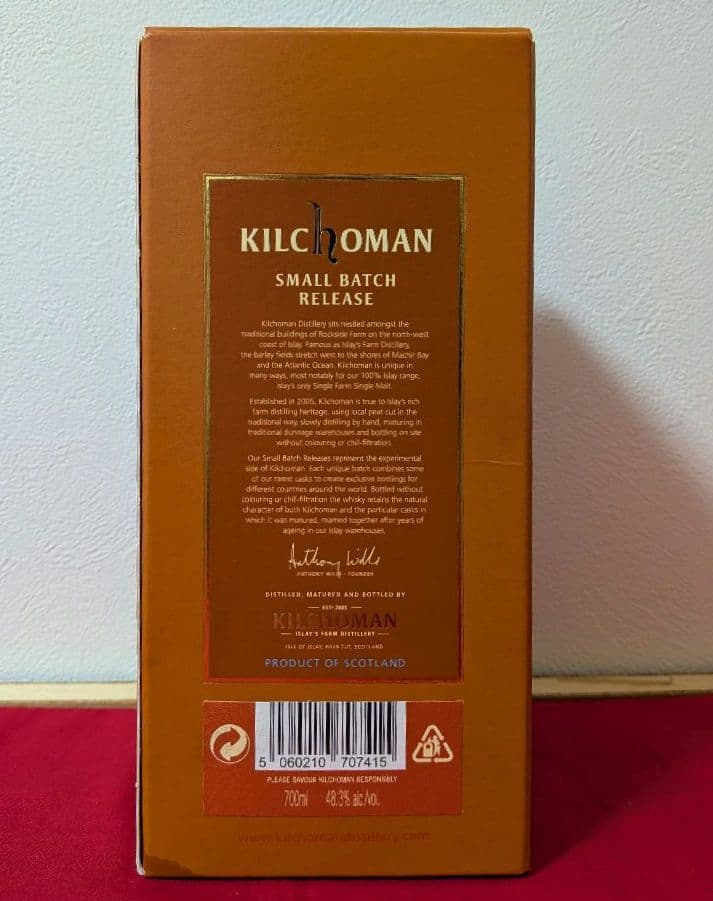 KILCHOMAN
SMALL BATCH
RELEASE
Kilchoman Distillery sits nestled amongst the
traditional buildings of Rockside Farm on the north-west
coast of Islay. Famous as Islay's Farm Distillery,
the barley fields stretch west to the shores of Machir Bay
and the Atlantic Ocean. Kilchoman is unique in
many ways, most notably for our 100% Islay range,
Islay's only Single Farm Single Malt.
Established in 2005, Kilchoman is true to Islay's rich
farm distilling heritage, using local peat cut in the
traditional way, slowly distilling by hand, maturing in
traditional dunnage warehouses and bottling on site
without colouring or chill-filtration.
Our Small Batch Releases represent the experimental
side of Kilchoman. Each unique batch combines some
of our rarest casks to create exclusive bottlings for
different countries around the world. Bottled without
colouring or chill-filtration the whisky retains the natural
character of both Kilchoman and the particular casks in
which it was matured, married together after years of
ageing in our Islay warehouses.
Anthony Wills
ANTHONY WILLS - FOUNDER
DISTILLED, MATURED AND BOTTLED BY
ESTD 2005
KILCHOMAN
ISLAY'S FARM DISTILLERY
ISLE OF ISLAY, PA49 7UT, SCOTLAND
PRODUCT OF SCOTLAND
5 060210 707415
PLEASE SAVOUR KILCHOMAN RESPONSIBLY
700ml 48.3% alc./vol.
www.kilchomandistillery.com